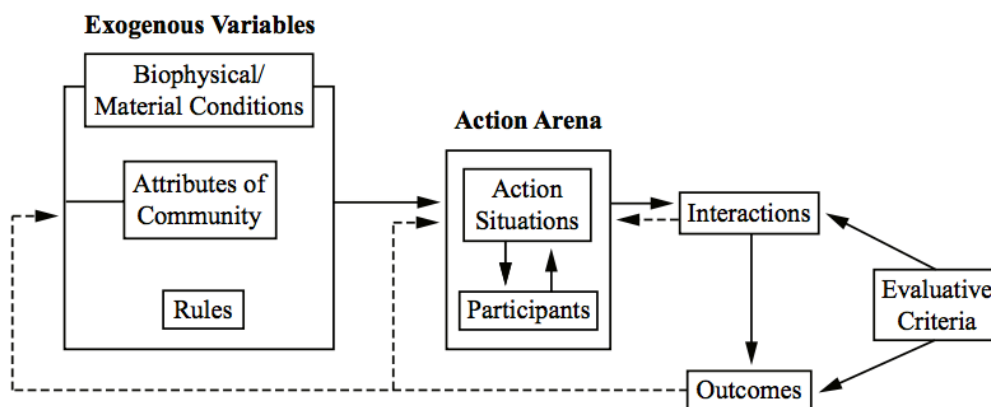 Exogenous Variables
Biophysical/
Material Conditions
Attributes of
Community
Rules
Action Arena
Action
Situations
Participants
Interactions
Evaluative
Criteria
Outcomes